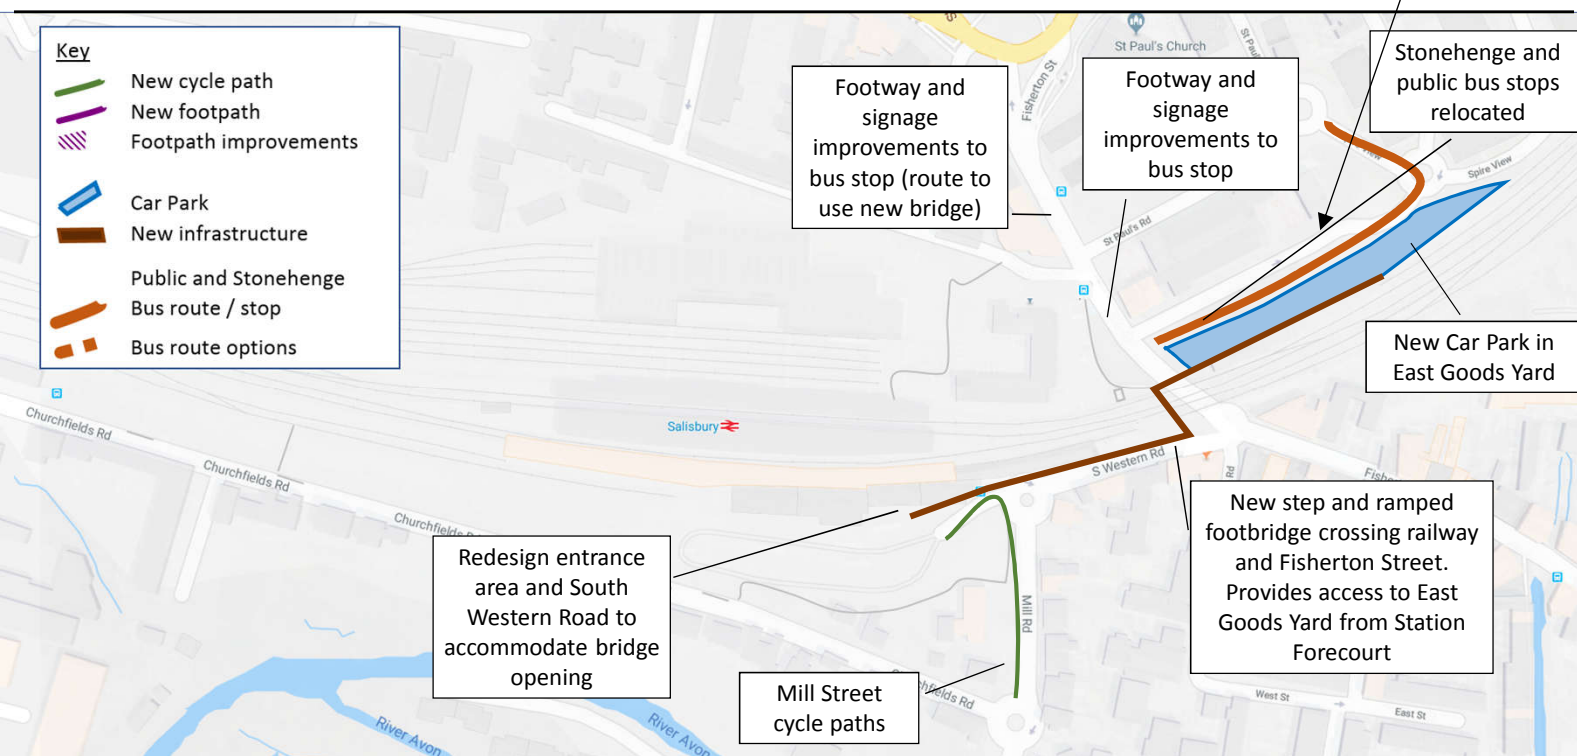 Key
New cycle path
New footpath
Footpath improvements
Car Park
New infrastructure
Public and Stonehenge
Bus route / stop
Bus route options
Footway and
signage
improvements to
bus stop (route to
use new bridge)
Footway and
signage
improvements to
bus stop
Stonehenge and
public bus stops
relocated
New Car Park in
East Goods Yard
New step and ramped
footbridge crossing railway
and Fisherton Street.
Provides access to East
Goods Yard from Station
Forecourt
Redesign entrance
area and South
Western Road to
accommodate bridge
opening
Mill Street
cycle paths
St Paul's Church
Fisherton St
St Paul's Rd
Spire View
Salisbury
S Western Rd
Churchfields Rd
Churchfields Rd
Mill Rd
Rd
West St
East St
River Avon
River Avon